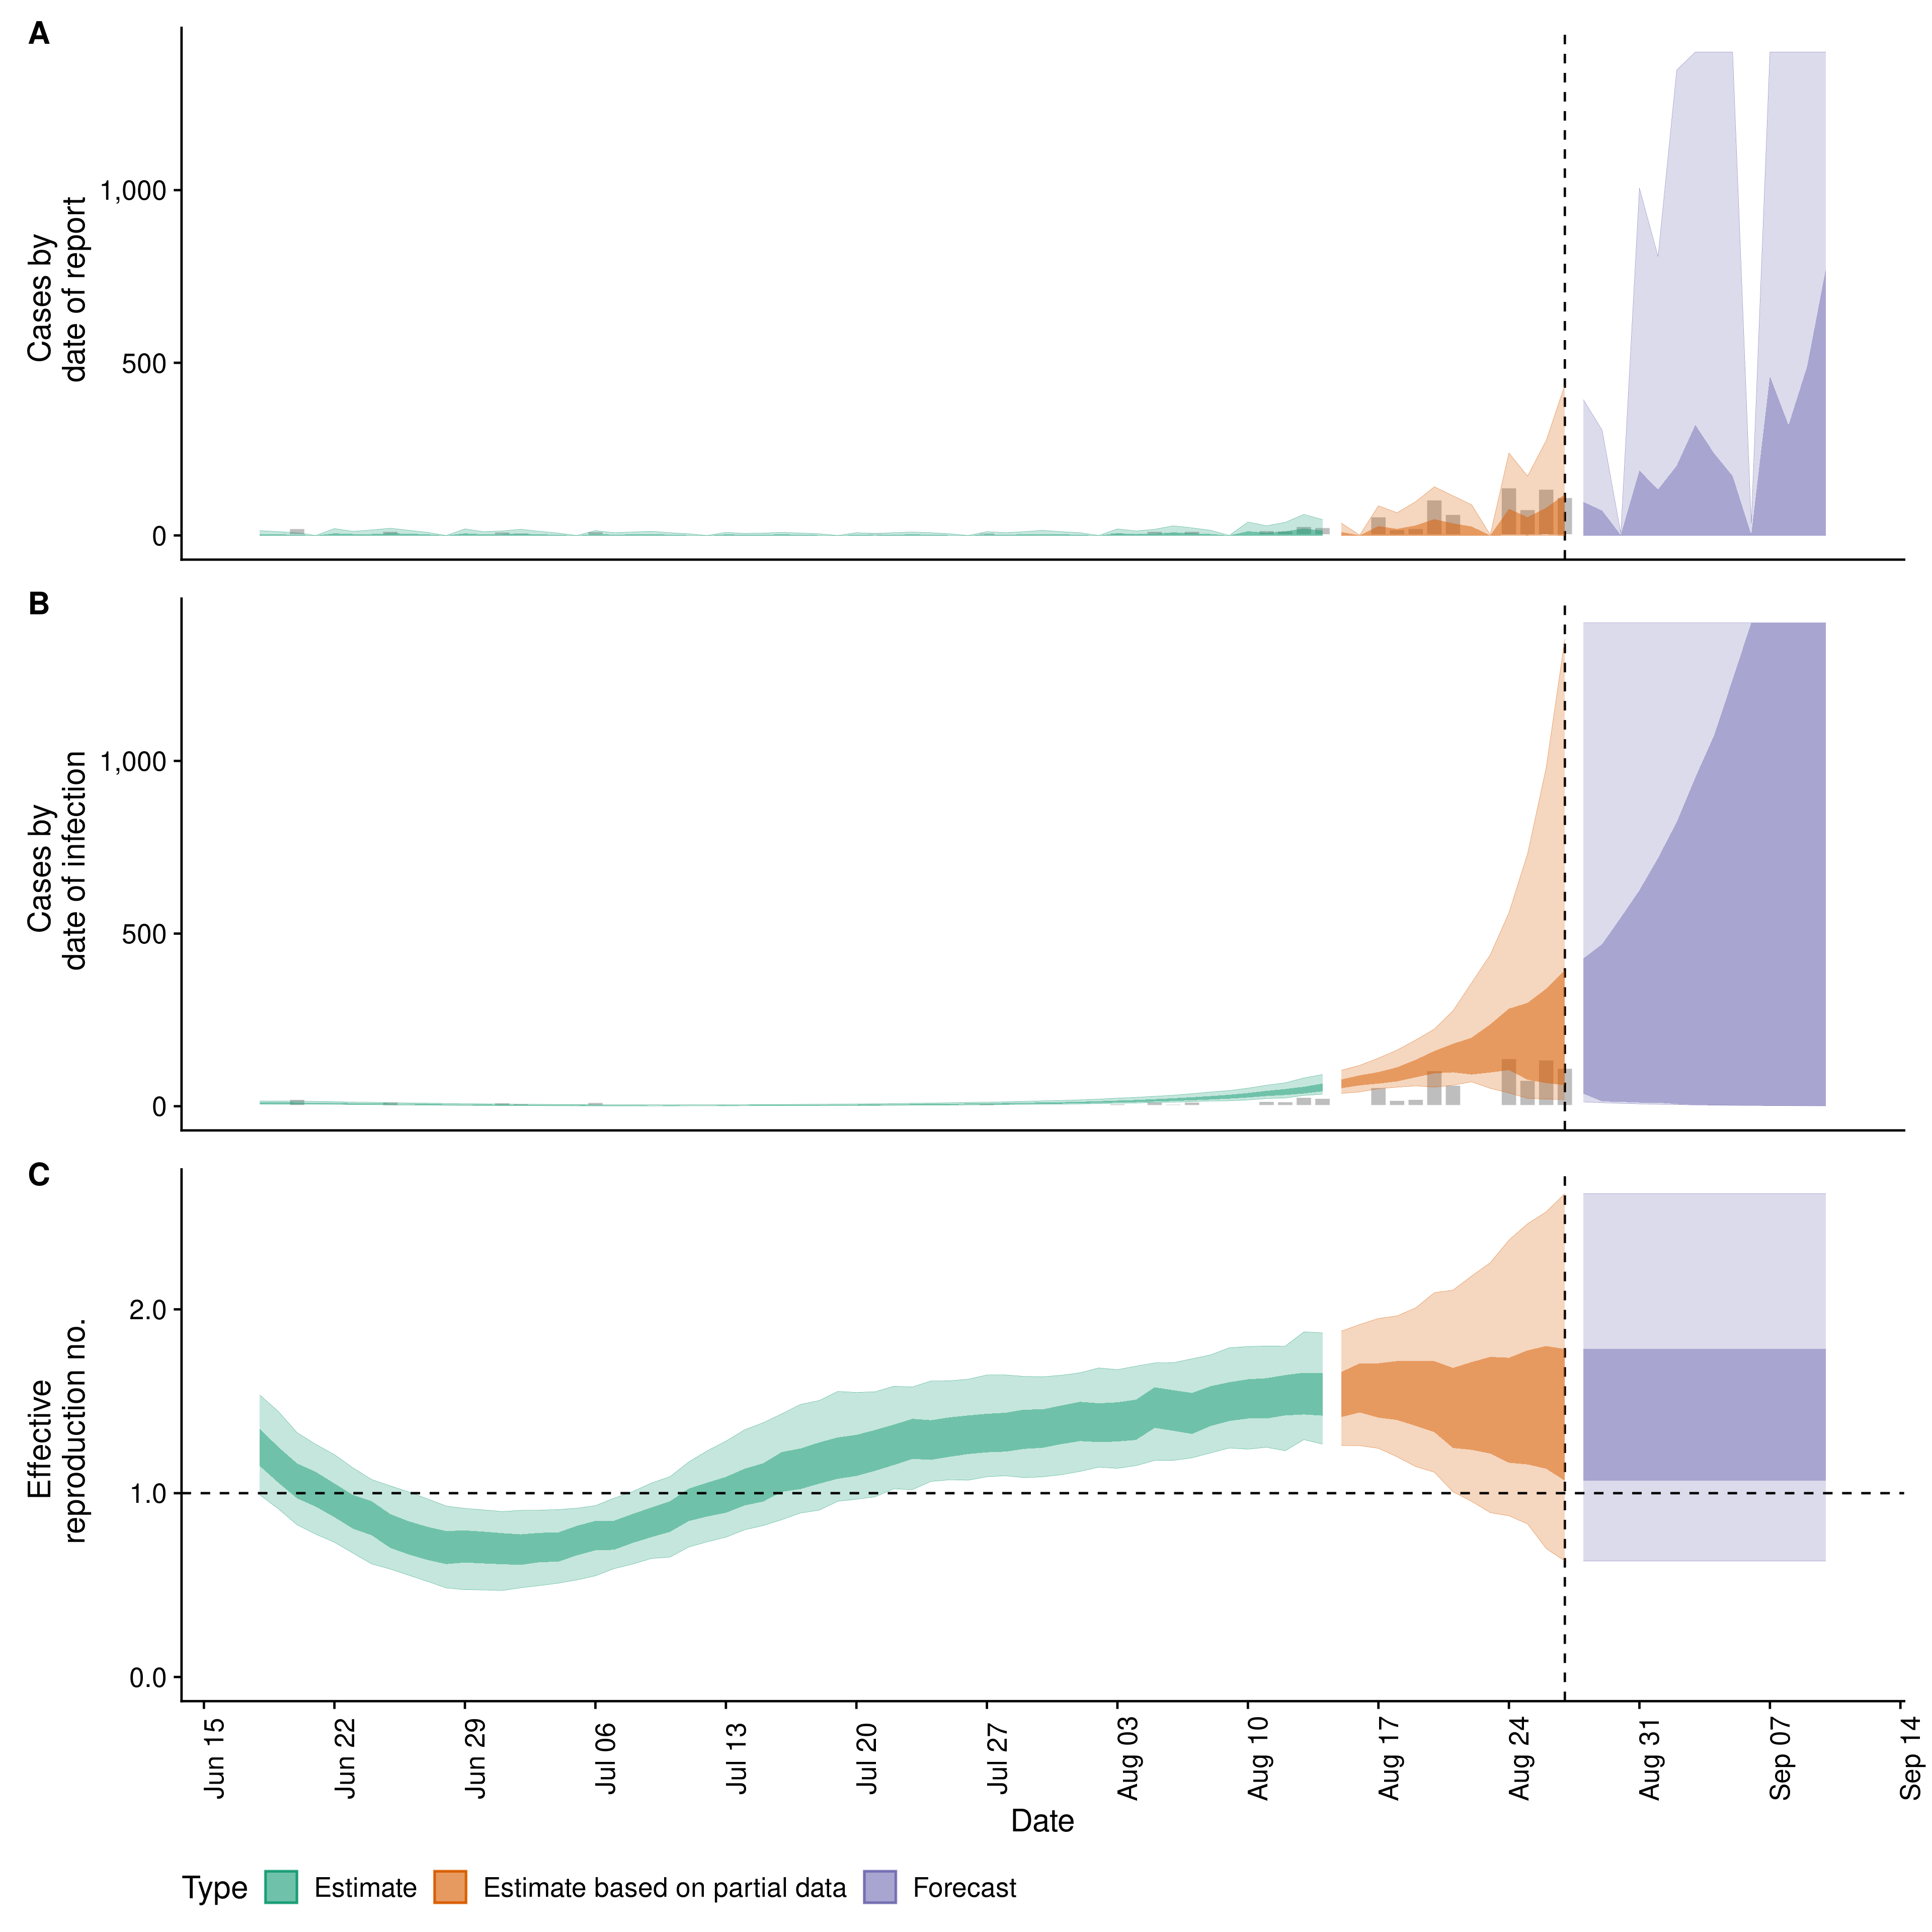 A
Cases by
date of report
1,000
500
0
B
Cases by
date of infection
1,000
500
0
C
Effective
reproduction no.
2.0
1.0
0.0
Jun 15
Jun 22
Jun 29
Jul 06
Jul 13
Jul 20
Jul 27
Aug 03
Aug 10
Aug 17
Aug 24
Aug 31
Sep 07
Sep 14
Date
Type Estimate Estimate based on partial data Forecast